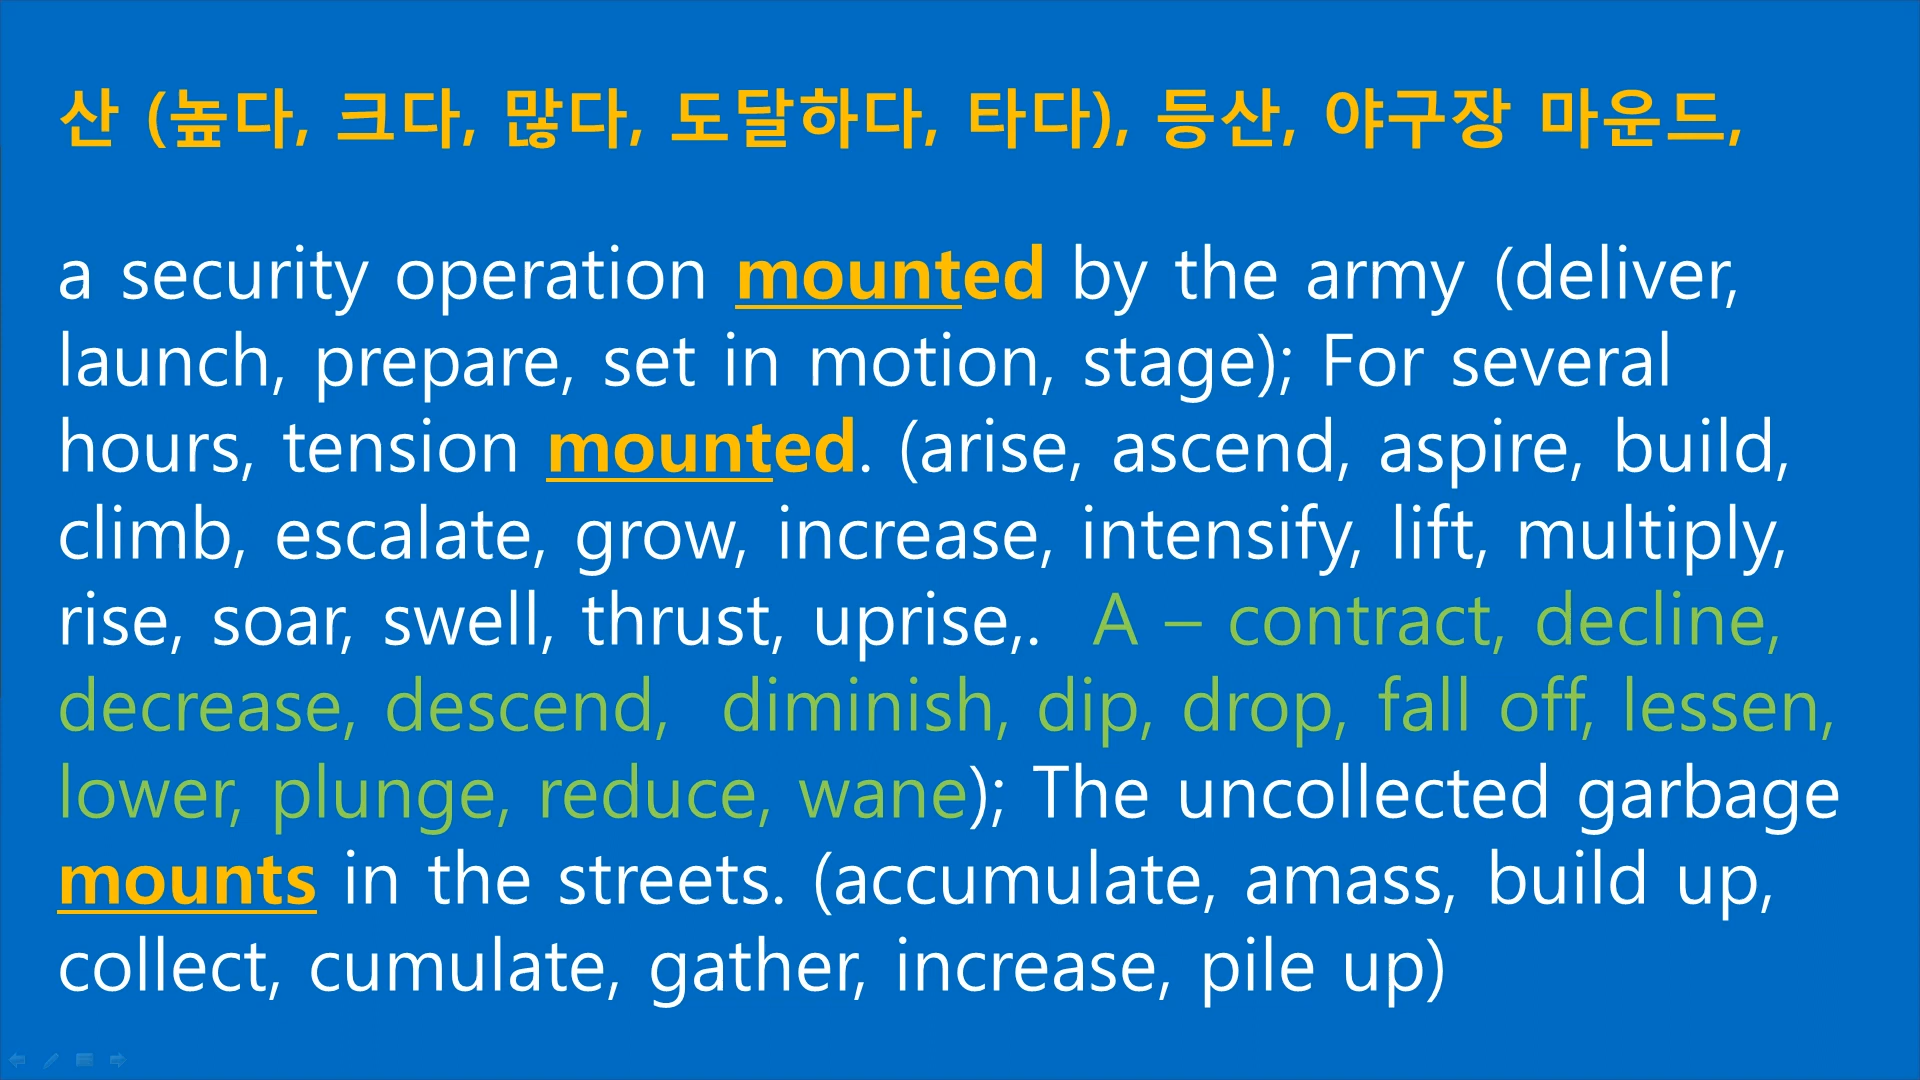 산 (높다, 크다, 많다, 도달하다, 타다), 등산, 야구장 마운드,
a security operation mounted by the army (deliver,
launch, prepare, set in motion, stage); For several
hours, tension mounted. (arise, ascend, aspire, build,
climb, escalate, grow, increase, intensify, lift, multiply,
rise, soar, swell, thrust, uprise,.  A – contract, decline,
decrease, descend,  diminish, dip, drop, fall off, lessen,
lower, plunge, reduce, wane); The uncollected garbage
mounts in the streets. (accumulate, amass, build up,
collect, cumulate, gather, increase, pile up)